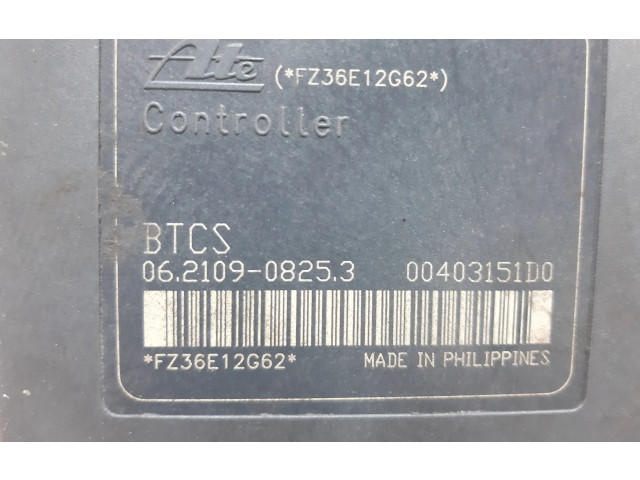 Ate (*FZ36E12G62*)
Controller
BTCS
06.2109-0825.3 00403151D0
*FZ36E12G62* MADE IN PHILIPPINES